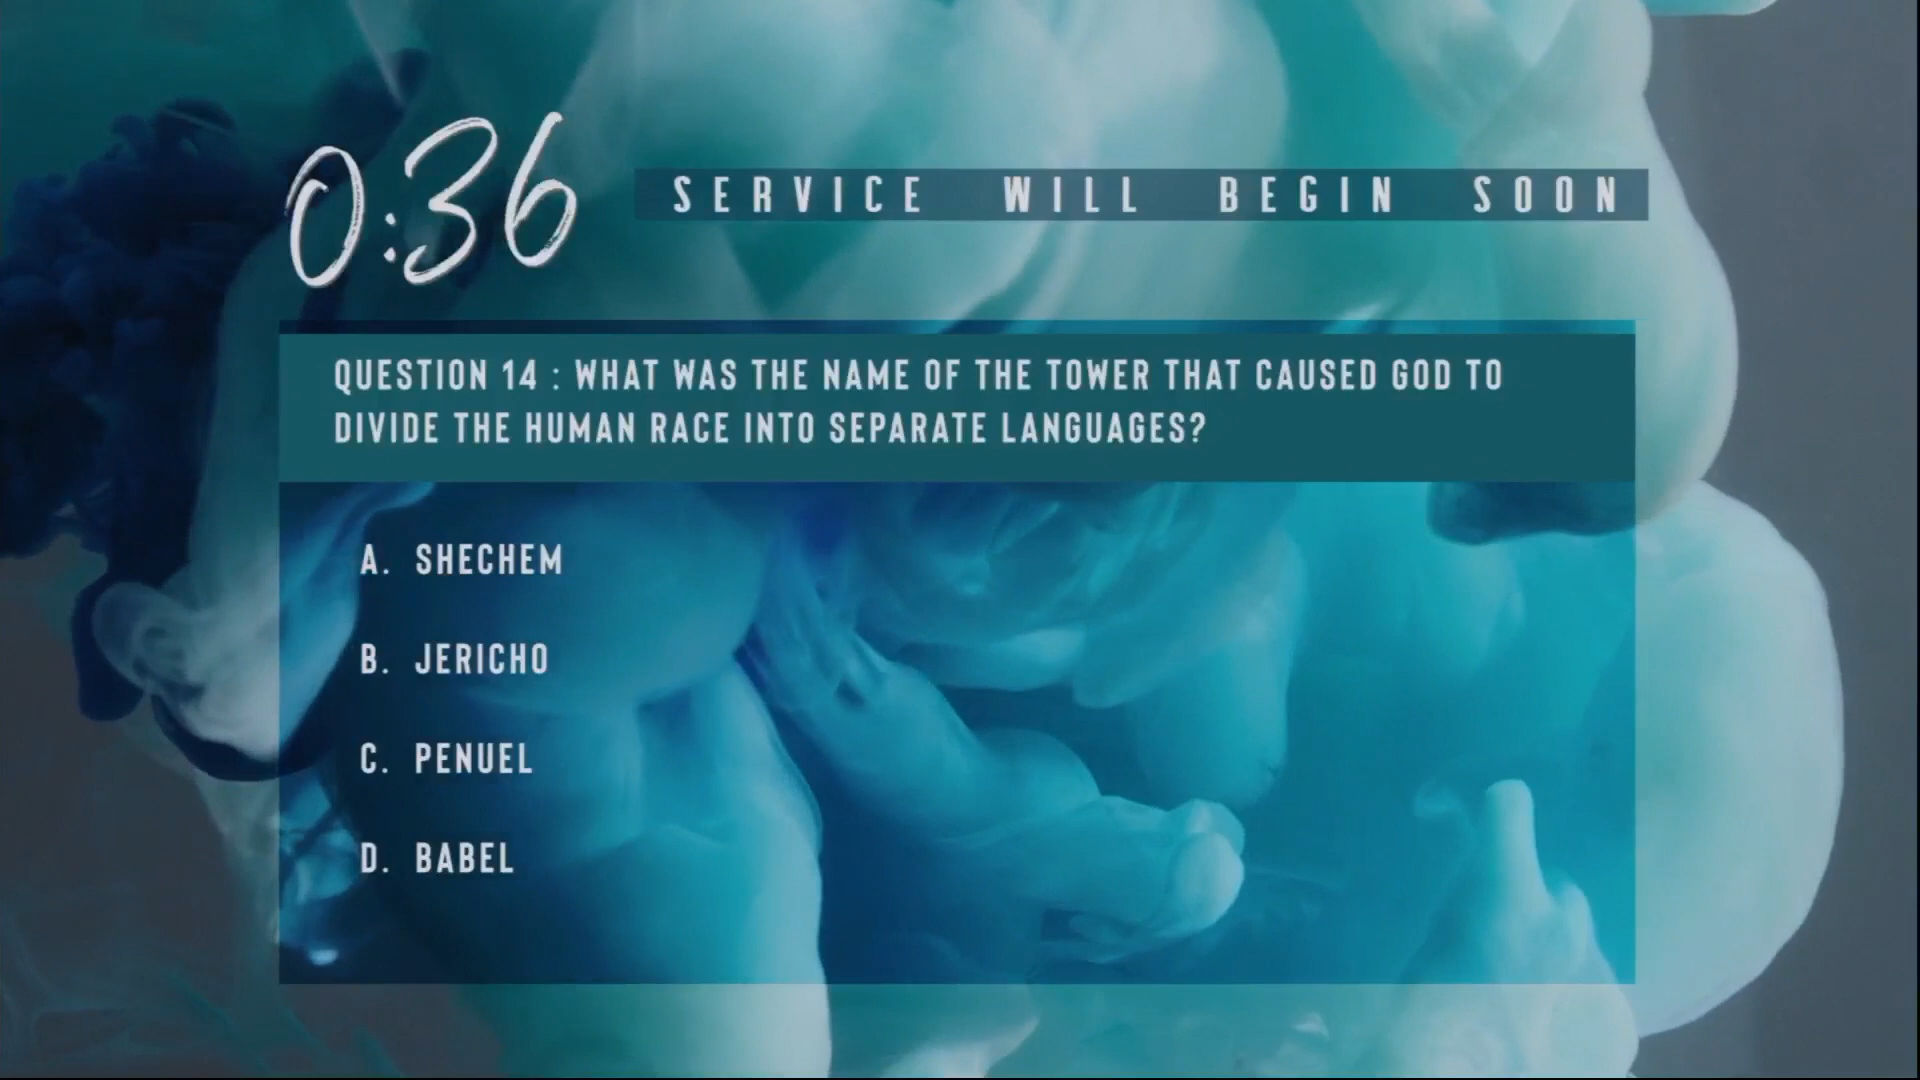 0:36
SERVICE WILL BEGIN SOON
QUESTION 14 : WHAT WAS THE NAME OF THE TOWER THAT CAUSED GOD TO
DIVIDE THE HUMAN RACE INTO SEPARATE LANGUAGES?
A. SHECHEM
B. JERICHO
C. PENUEL
D. BABEL